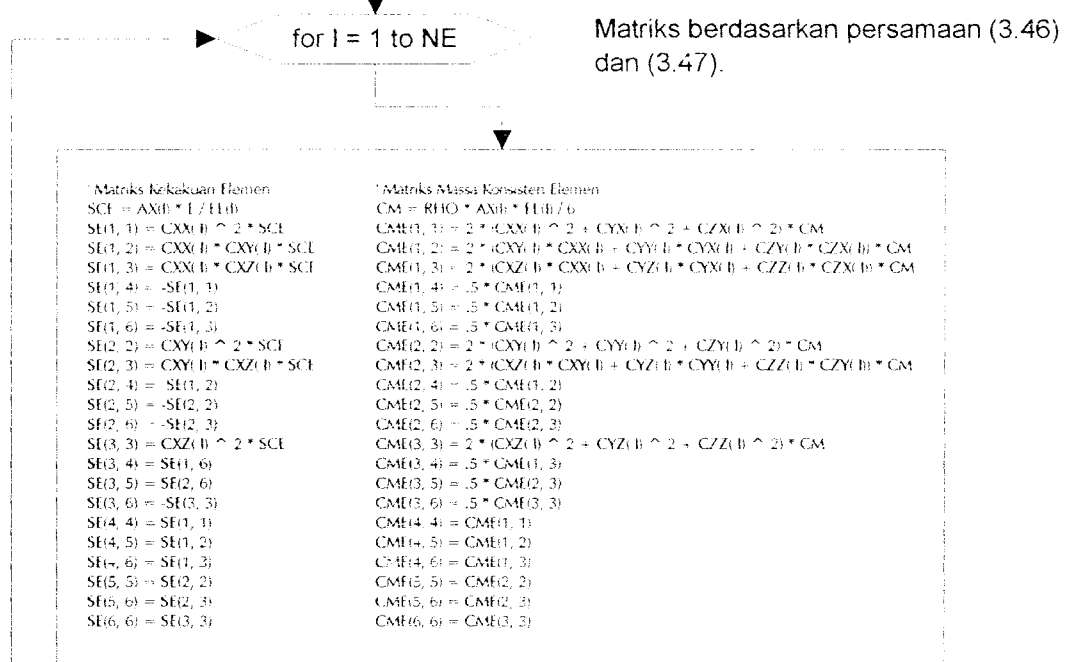 for I = 1 to NE
Matriks berdasarkan persamaan (3.46)
dan (3.47).
'Matriks Kekakuan Elemen
SCE = AX(I) * E / EL(I)
SE(1, 1) = CXX(I) ^ 2 * SCE
SE(1, 2) = CXX(I) * CXY(I) * SCE
SE(1, 3) = CXX(I) * CXZ(I) * SCE
SE(1, 4) = -SE(1, 1)
SE(1, 5) = -SE(1, 2)
SE(1, 6) = -SE(1, 3)
SE(2, 2) = CXY(I) ^ 2 * SCE
SE(2, 3) = CXY(I) * CXZ(I) * SCE
SE(2, 4) = SE(1, 2)
SE(2, 5) = -SE(2, 2)
SE(2, 6) = -SE(2, 3)
SE(3, 3) = CXZ(I) ^ 2 * SCE
SE(3, 4) = SE(1, 6)
SE(3, 5) = SE(2, 6)
SE(3, 6) = -SE(3, 3)
SE(4, 4) = SE(1, 1)
SE(4, 5) = SE(1, 2)
SE(4, 6) = SE(1, 3)
SE(5, 5) = SE(2, 2)
SE(5, 6) = SE(2, 3)
SE(6, 6) = SE(3, 3)
'Matriks Massa Konsisten Elemen
CM = RHO * AX(I) * EL(I) / 6
CME(1, 1) = 2 * (CXX(I) ^ 2 + CYX(I) ^ 2 + CZX(I) ^ 2) * CM
CME(1, 2) = 2 * (CXY(I) * CXX(I) + CYY(I) * CYX(I) + CZY(I) * CZX(I)) * CM
CME(1, 3) = 2 * (CXZ(I) * CXX(I) + CYZ(I) * CYX(I) + CZZ(I) * CZX(I)) * CM
CME(1, 4) = .5 * CME(1, 1)
CME(1, 5) = .5 * CME(1, 2)
CME(1, 6) = .5 * CME(1, 3)
CME(2, 2) = 2 * (CXY(I) ^ 2 + CYY(I) ^ 2 + CZY(I) ^ 2) * CM
CME(2, 3) = 2 * (CXZ(I) * CXY(I) + CYZ(I) * CYY(I) + CZZ(I) * CZY(I)) * CM
CME(2, 4) = .5 * CME(1, 2)
CME(2, 5) = .5 * CME(2, 2)
CME(2, 6) = .5 * CME(2, 3)
CME(3, 3) = 2 * (CXZ(I) ^ 2 + CYZ(I) ^ 2 + CZZ(I) ^ 2) * CM
CME(3, 4) = .5 * CME(1, 3)
CME(3, 5) = .5 * CME(2, 3)
CME(3, 6) = .5 * CME(3, 3)
CME(4, 4) = CME(1, 1)
CME(4, 5) = CME(1, 2)
CME(4, 6) = CME(1, 3)
CME(5, 5) = CME(2, 2)
CME(5, 6) = CME(2, 3)
CME(6, 6) = CME(3, 3)